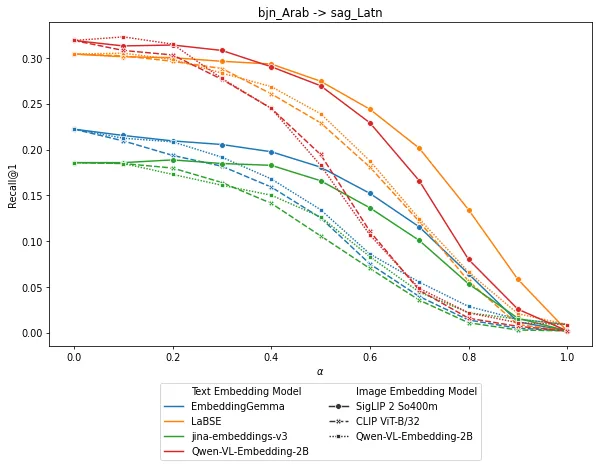 bjn_Arab -> sag_Latn
Recall@1
0.30
0.25
0.20
0.15
0.10
0.05
0.00
0.0 0.2 0.4 0.6 0.8 1.0
α
Text Embedding Model
EmbeddingGemma
LaBSE
jina-embeddings-v3
Qwen-VL-Embedding-2B
Image Embedding Model
SigLIP 2 So400m
CLIP ViT-B/32
Qwen-VL-Embedding-2B